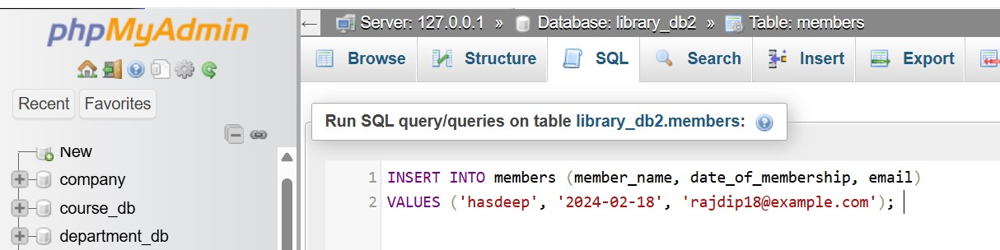 phpMyAdmin
Server: 127.0.0.1 » Database: library_db2 » Table: members
Browse Structure SQL Search Insert Export
Recent Favorites
Run SQL query/queries on table library_db2.members:
New
company
course_db
department_db
1 INSERT INTO members (member_name, date_of_membership, email)
2 VALUES ('hasdeep', '2024-02-18', 'rajdip18@example.com');